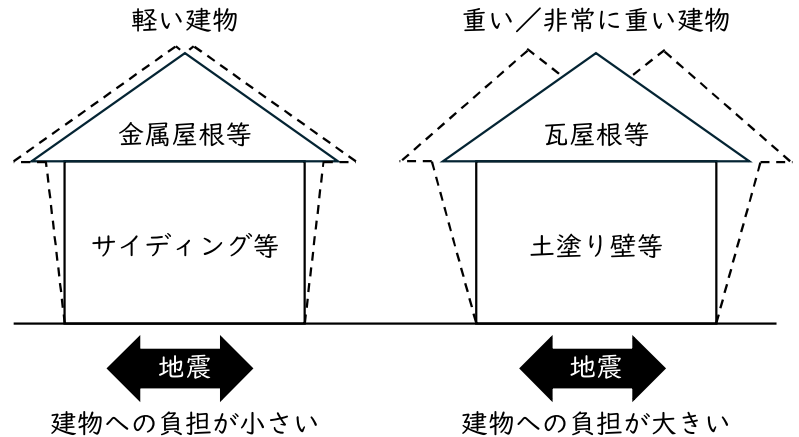 軽い建物
金属屋根等
サイディング等
地震
建物への負担が小さい
重い／非常に重い建物
瓦屋根等
土塗り壁等
地震
建物への負担が大きい